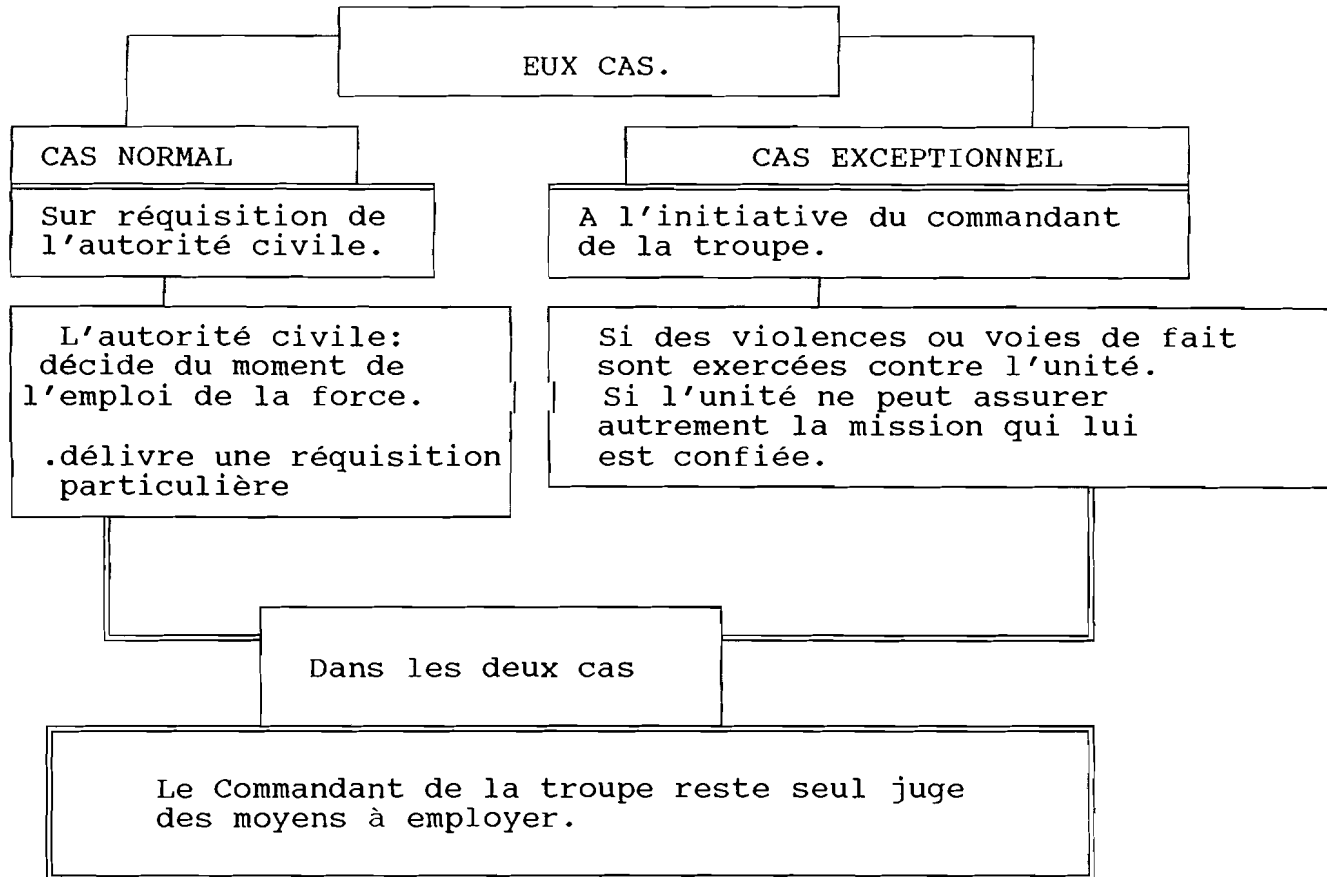 EUX CAS.
CAS NORMAL
Sur réquisition de
l'autorité civile.
L'autorité civile:
décide du moment de
l'emploi de la force.
.délivre une réquisition
particulière
CAS EXCEPTIONNEL
A l'initiative du commandant
de la troupe.
Si des violences ou voies de fait
sont exercées contre l'unité.
Si l'unité ne peut assurer
autrement la mission qui lui
est confiée.
Dans les deux cas
Le Commandant de la troupe reste seul juge
des moyens à employer.